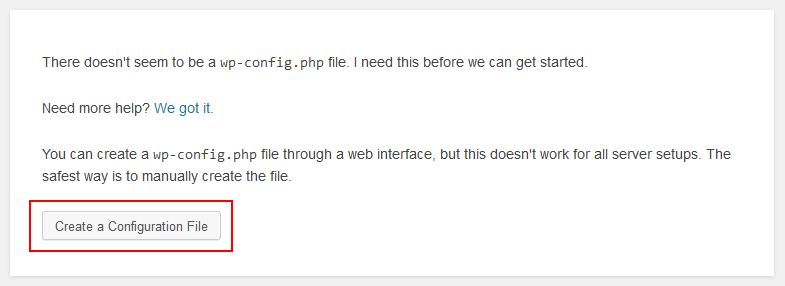 There doesn't seem to be a wp-config.php file. I need this before we can get started.
Need more help? We got it.
You can create a wp-config.php file through a web interface, but this doesn't work for all server setups. The
safest way is to manually create the file.
Create a Configuration File